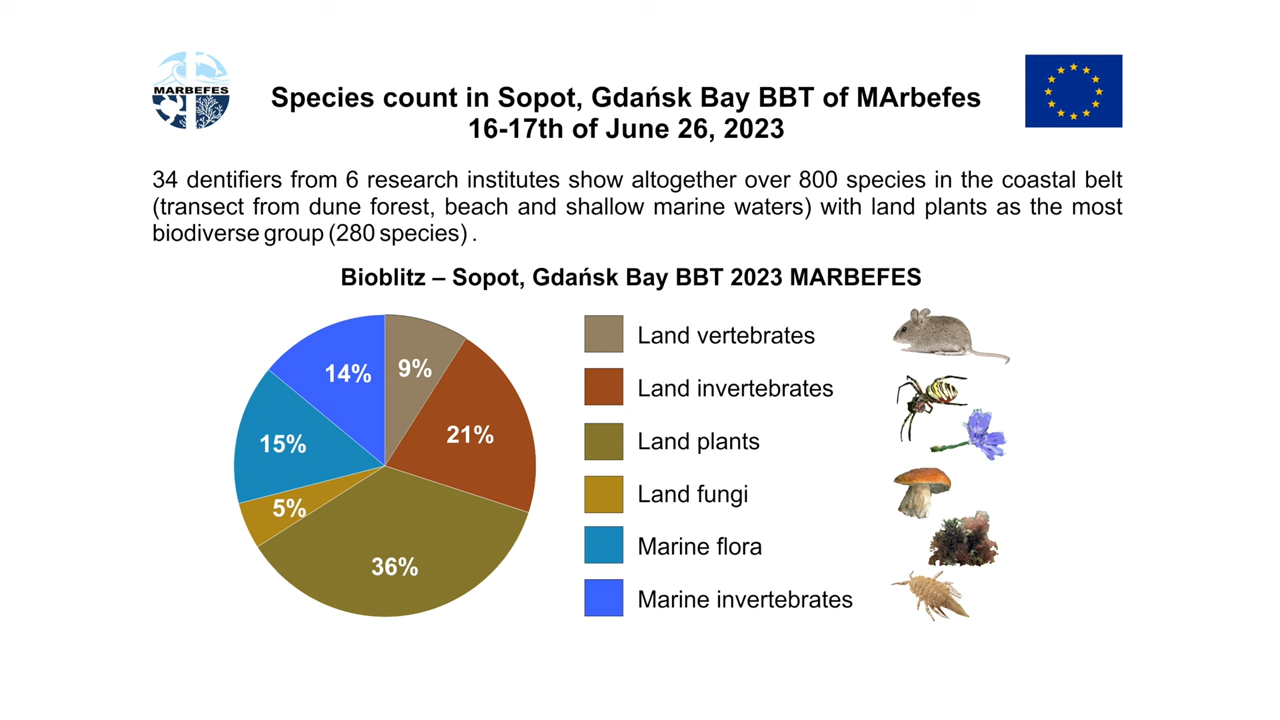 MARBEFES
Species count in Sopot, Gdańsk Bay BBT of MArbefes
16-17th of June 26, 2023
34 dentifiers from 6 research institutes show altogether over 800 species in the coastal belt
(transect from dune forest, beach and shallow marine waters) with land plants as the most
biodiverse group (280 species) .
Bioblitz – Sopot, Gdańsk Bay BBT 2023 MARBEFES
14%
9%
21%
15%
5%
36%
Land vertebrates
Land invertebrates
Land plants
Land fungi
Marine flora
Marine invertebrates